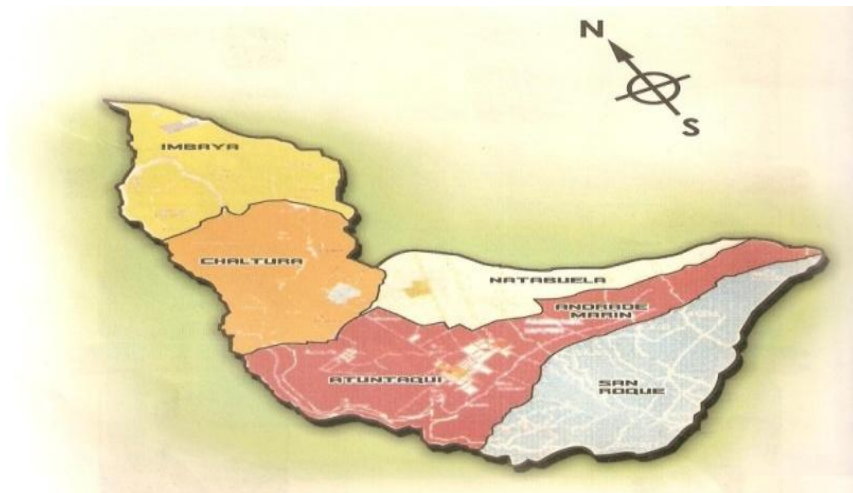 N
S
IMBAYA
CHALTURA
NATABUELA
ANDRADE
MARIN
ATUNTAQUI
SAN
ROQUE